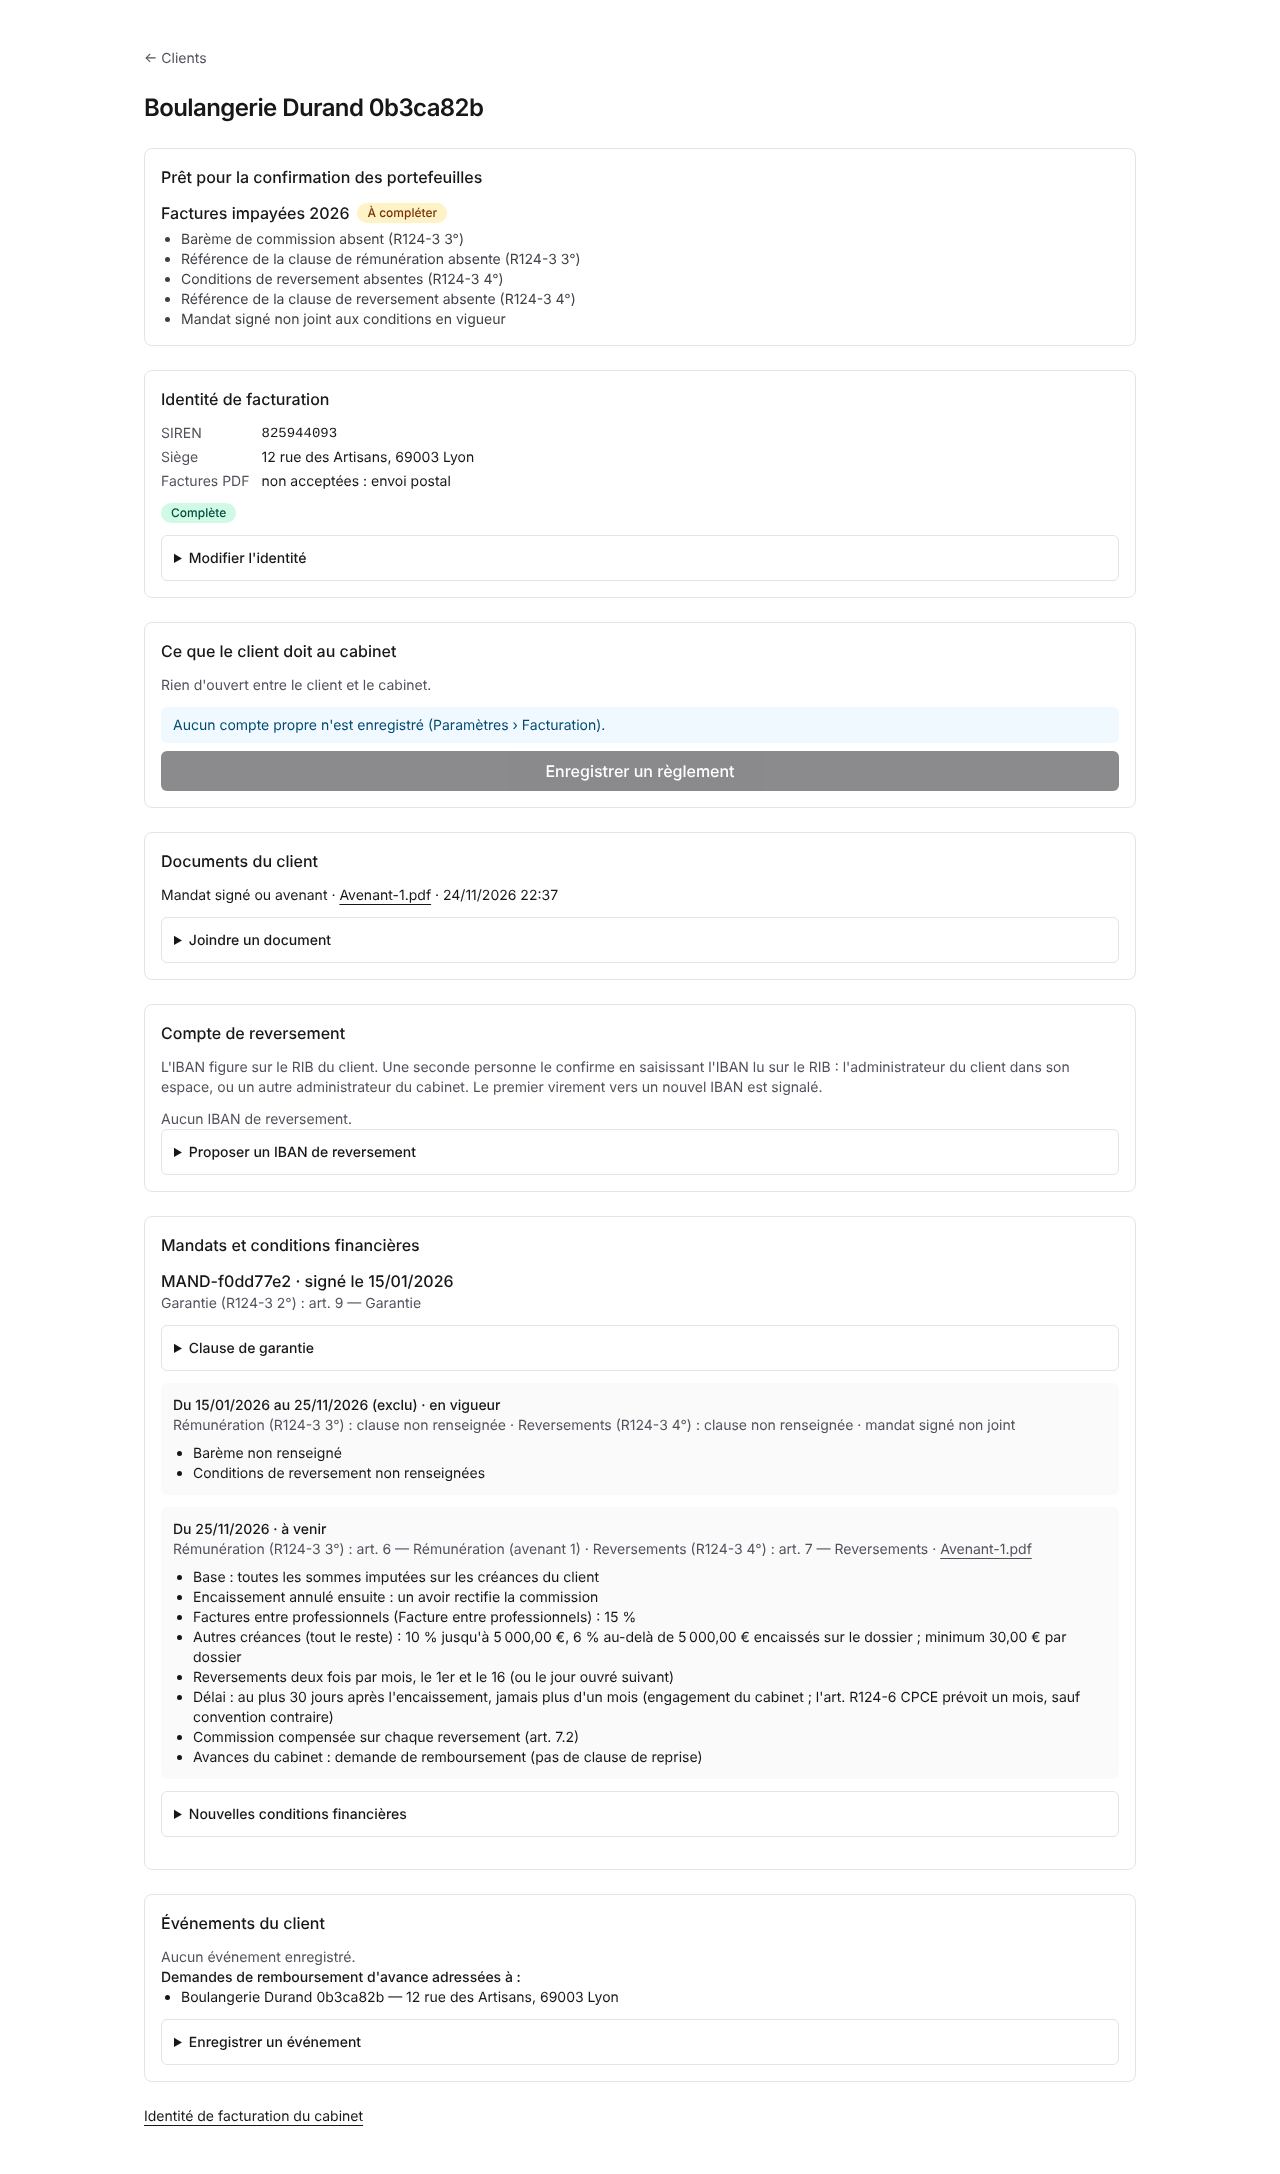 ← Clients
Boulangerie Durand 0b3ca82b
Prêt pour la confirmation des portefeuilles
Factures impayées 2026 À compléter
• Barème de commission absent (R124-3 3°)
• Référence de la clause de rémunération absente (R124-3 3°)
• Conditions de reversement absentes (R124-3 4°)
• Référence de la clause de reversement absente (R124-3 4°)
• Mandat signé non joint aux conditions en vigueur
Identité de facturation
SIREN 825944093
Siège 12 rue des Artisans, 69003 Lyon
Factures PDF non acceptées : envoi postal
Complète
▶ Modifier l'identité
Ce que le client doit au cabinet
Rien d'ouvert entre le client et le cabinet.
Aucun compte propre n'est enregistré (Paramètres › Facturation).
Enregistrer un règlement
Documents du client
Mandat signé ou avenant · Avenant-1.pdf · 24/11/2026 22:37
▶ Joindre un document
Compte de reversement
L'IBAN figure sur le RIB du client. Une seconde personne le confirme en saisissant l'IBAN lu sur le RIB : l'administrateur du client dans son
espace, ou un autre administrateur du cabinet. Le premier virement vers un nouvel IBAN est signalé.
Aucun IBAN de reversement.
▶ Proposer un IBAN de reversement
Mandats et conditions financières
MAND-f0dd77e2 · signé le 15/01/2026
Garantie (R124-3 2°) : art. 9 — Garantie
▶ Clause de garantie
Du 15/01/2026 au 25/11/2026 (exclu) · en vigueur
Rémunération (R124-3 3°) : clause non renseignée · Reversements (R124-3 4°) : clause non renseignée · mandat signé non joint
• Barème non renseigné
• Conditions de reversement non renseignées
Du 25/11/2026 · à venir
Rémunération (R124-3 3°) : art. 6 — Rémunération (avenant 1) · Reversements (R124-3 4°) : art. 7 — Reversements · Avenant-1.pdf
• Base : toutes les sommes imputées sur les créances du client
• Encaissement annulé ensuite : un avoir rectifie la commission
• Factures entre professionnels (Facture entre professionnels) : 15 %
• Autres créances (tout le reste) : 10 % jusqu'à 5 000,00 €, 6 % au-delà de 5 000,00 € encaissés sur le dossier ; minimum 30,00 € par
dossier
• Reversements deux fois par mois, le 1er et le 16 (ou le jour ouvré suivant)
• Délai : au plus 30 jours après l'encaissement, jamais plus d'un mois (engagement du cabinet ; l'art. R124-6 CPCE prévoit un mois, sauf
convention contraire)
• Commission compensée sur chaque reversement (art. 7.2)
• Avances du cabinet : demande de remboursement (pas de clause de reprise)
▶ Nouvelles conditions financières
Événements du client
Aucun événement enregistré.
Demandes de remboursement d'avance adressées à :
• Boulangerie Durand 0b3ca82b — 12 rue des Artisans, 69003 Lyon
▶ Enregistrer un événement
Identité de facturation du cabinet